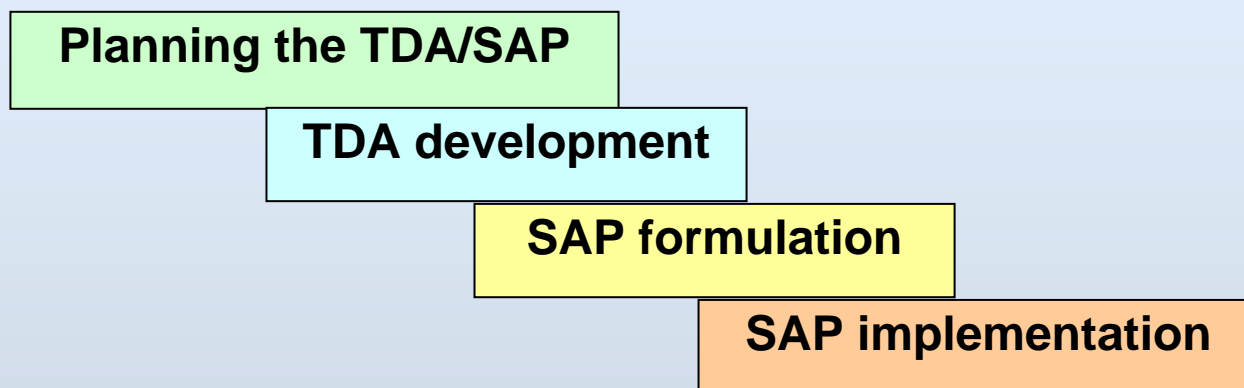 Planning the TDA/SAP
TDA development
SAP formulation
SAP implementation